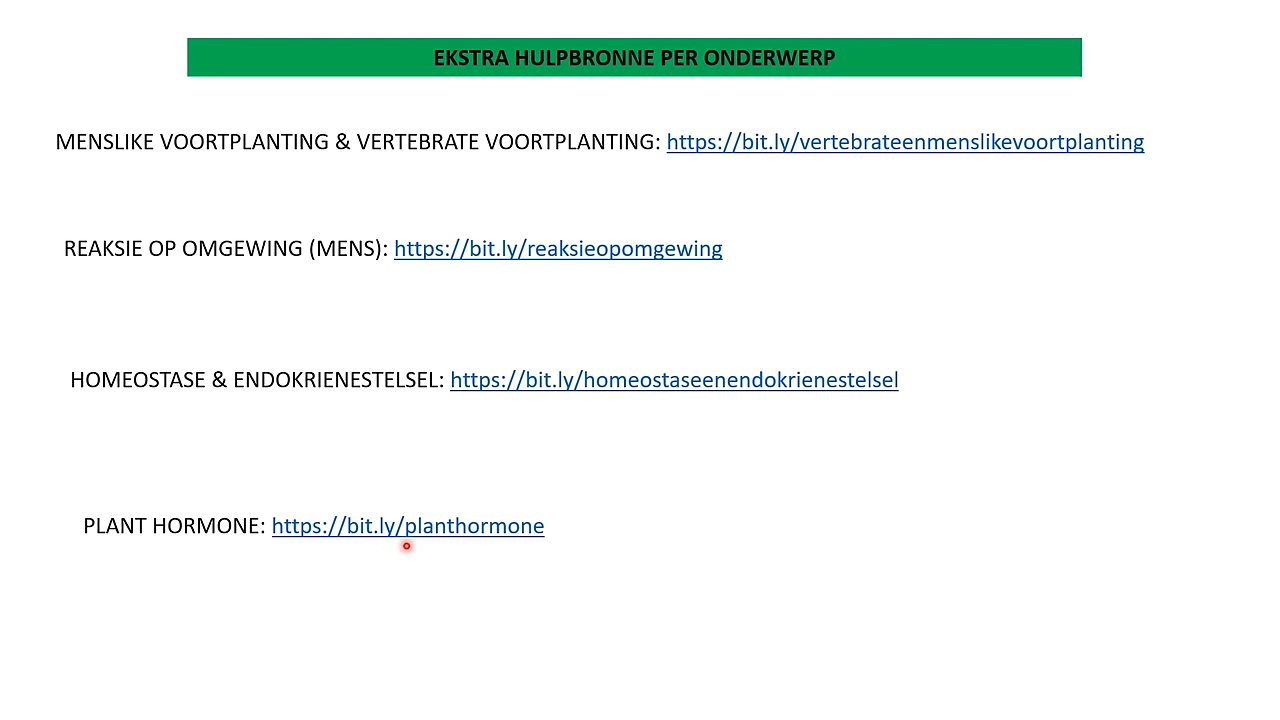 EKSTRA HULPBRONNE PER ONDERWERP
MENSLIKE VOORTPLANTING & VERTEBRATE VOORTPLANTING: https://bit.ly/vertebrateenmenslikevoortplanting
REAKSIE OP OMGEWING (MENS): https://bit.ly/reaksieopomgewing
HOMEOSTASE & ENDOKRIENESTELSEL: https://bit.ly/homeostaseenendokrienestelsel
PLANT HORMONE: https://bit.ly/planthormone